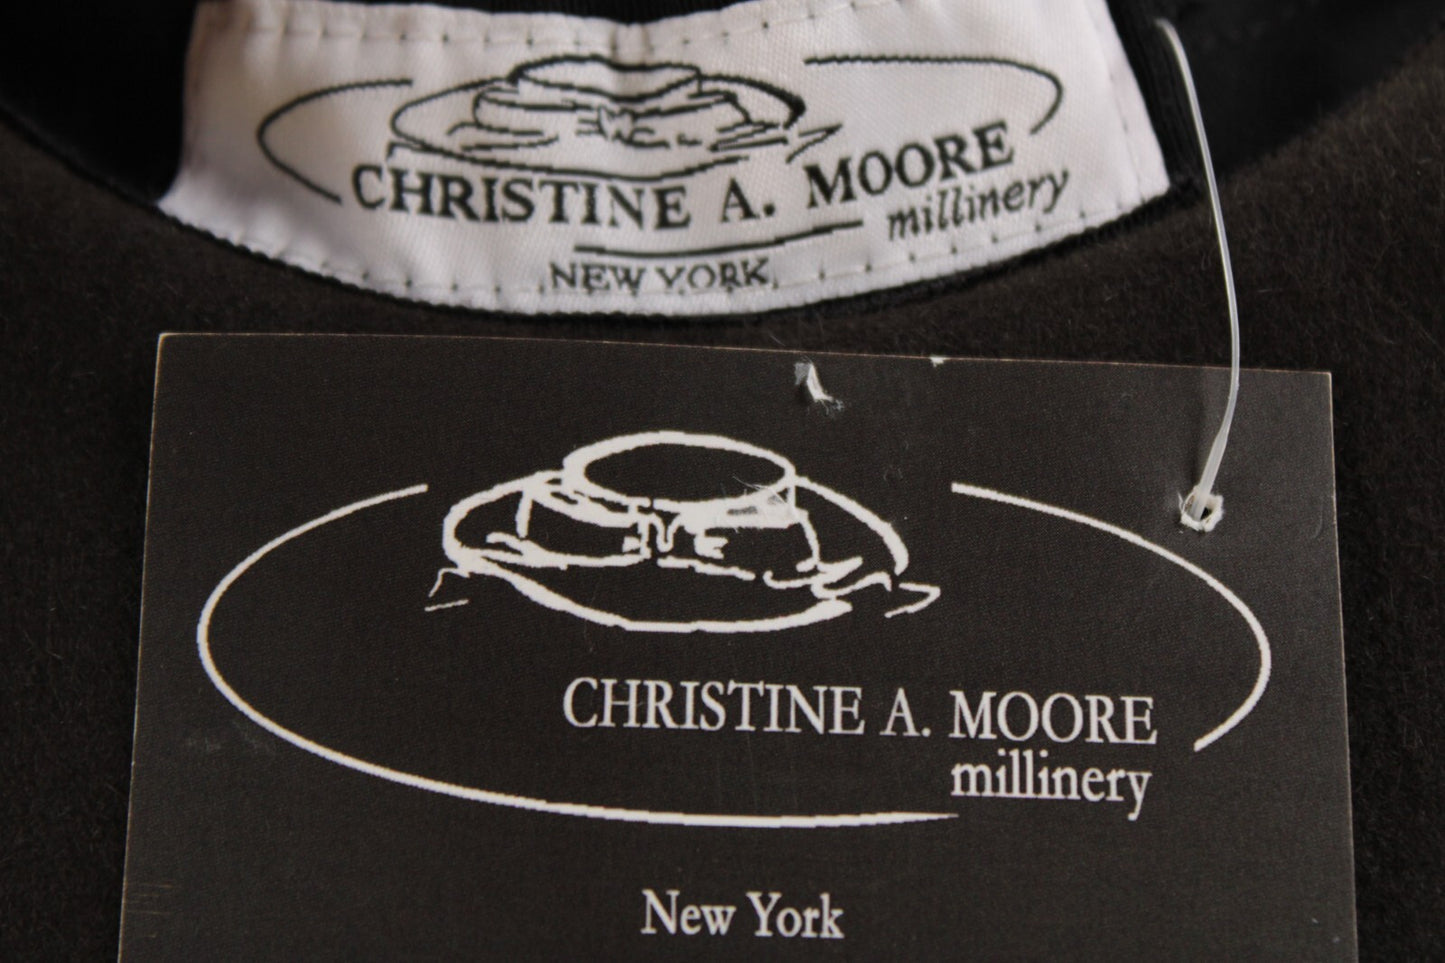 CHRISTINE A. MOORE
millinery
NEW YORK
CHRISTINE A. MOORE
millinery
New York